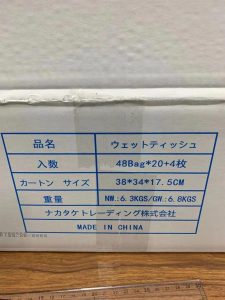 品名 ウェットティッシュ
入数 48Bag*20+4枚
カートン サイズ 38*34*17.5CM
重量 NW.:6.3KGS/GW.:6.8KGS
ナカタケトレーディング株式会社
MADE IN CHINA